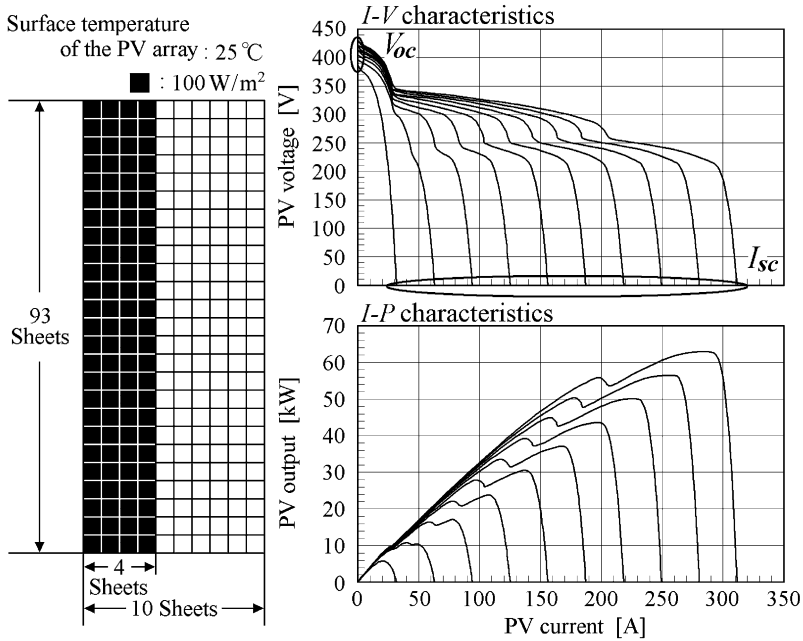 Surface temperature
of the PV array : 25℃
■ : 100 W/m²
93
Sheets
4
Sheets
10 Sheets
I-V characteristics
Voc
PV voltage [V]
450
400
350
300
250
200
150
100
50
0
Isc
I-P characteristics
PV output [kW]
70
60
50
40
30
20
10
0
0 50 100 150 200 250 300 350
PV current [A]